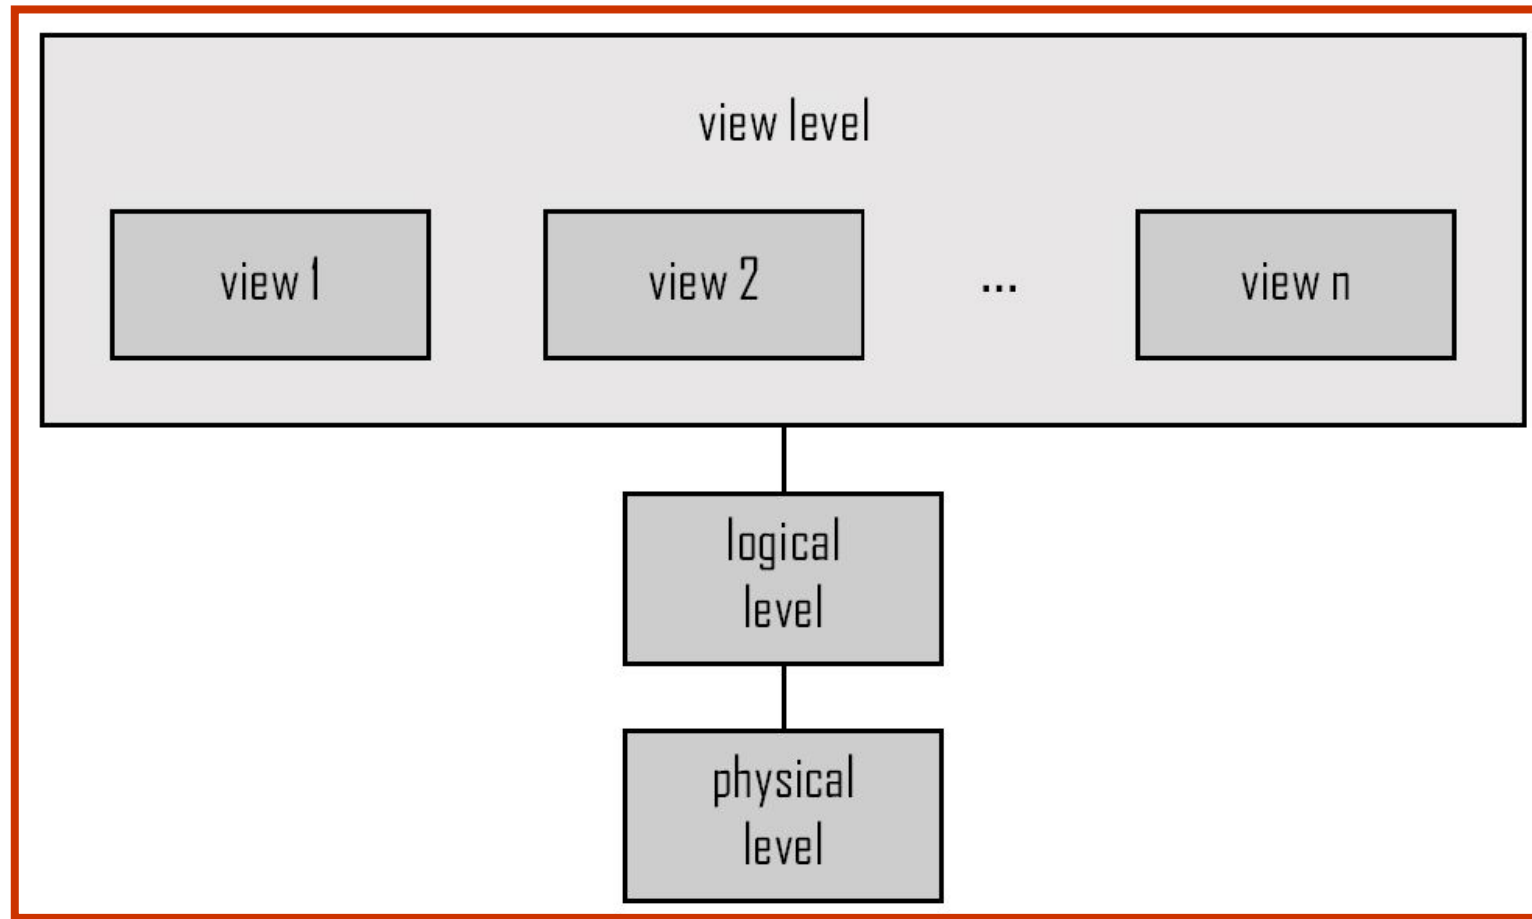 view level
view 1
view 2
...
view n
logical
level
physical
level